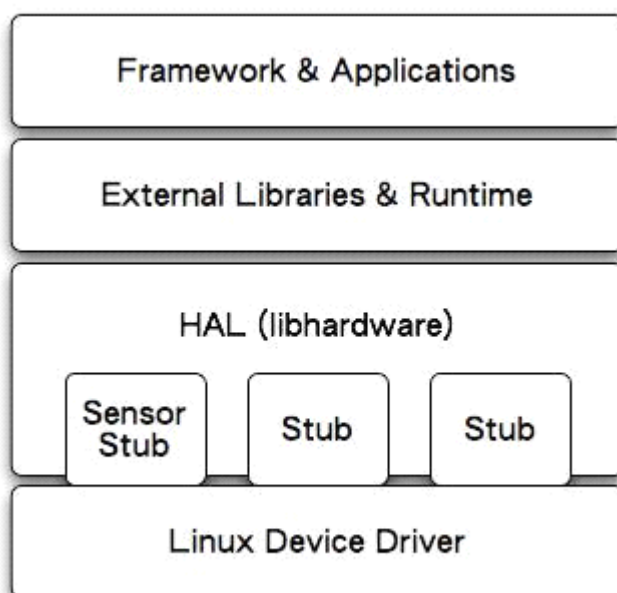 Framework & Applications
External Libraries & Runtime
HAL (libhardware)
Sensor
Stub
Stub
Stub
Linux Device Driver